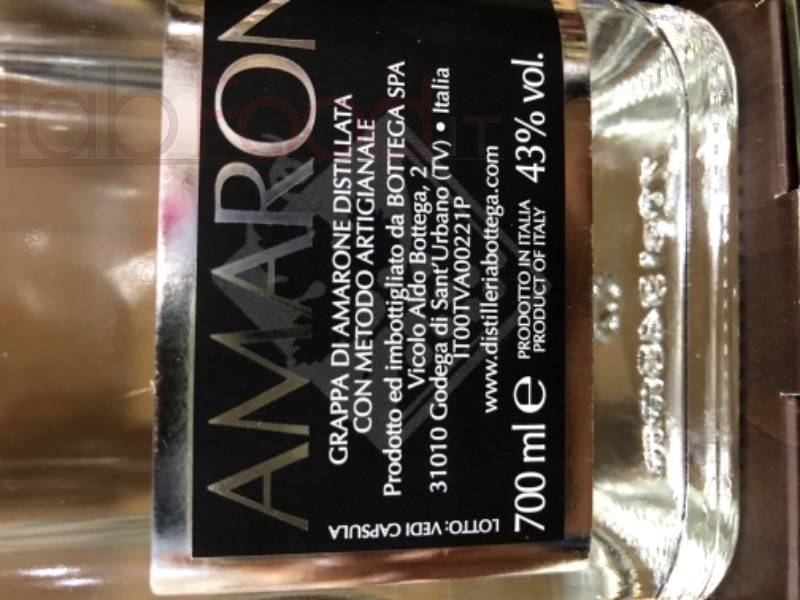 AMARON
GRAPPA DI AMARONE DISTILLATA
CON METODO ARTIGIANALE
Prodotto ed imbottigliato da BOTTEGA SPA
Vicolo Aldo Bottega, 2
31010 Godega di Sant'Urbano (TV) • Italia
IT00TVA00221P
www.distilleriabottega.com
PRODOTTO IN ITALIA
PRODUCT OF ITALY
700 ml e 43% vol.
LOTTO: VEDI CAPSULA
labFood.IT